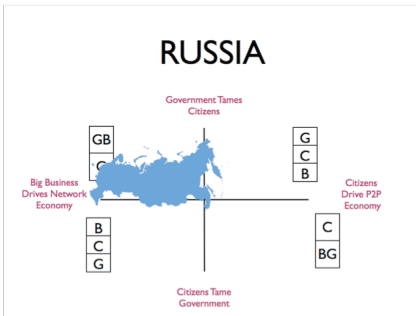 RUSSIA
Government Tames
Citizens
GB
G
C
B
Big Business
Drives Network
Economy
Citizens
Drive P2P
Economy
B
C
G
C
BG
Citizens Tame
Government